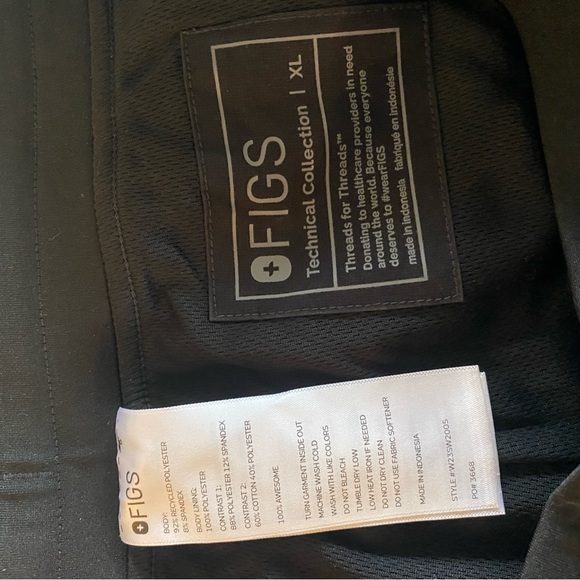 FIGS
Technical Collection | XL
Threads for Threads™
Donating to healthcare providers in need
around the world. Because everyone
deserves to #wearFIGS
made in Indonesia fabriqué en Indonésie
FIGS
BODY:
92% RECYCLED POLYESTER
8% SPANDEX
BODY LINING:
100% POLYESTER
CONTRAST 1:
88% POLYESTER 12% SPANDEX
CONTRAST 2:
60% COTTON 40% POLYESTER
100% AWESOME
TURN GARMENT INSIDE OUT
MACHINE WASH COLD
WASH WITH LIKE COLORS
DO NOT BLEACH
TUMBLE DRY LOW
LOW HEAT IRON IF NEEDED
DO NOT DRY CLEAN
DO NOT USE FABRIC SOFTENER
MADE IN INDONESIA
STYLE # W23SW2005
PO# 3668